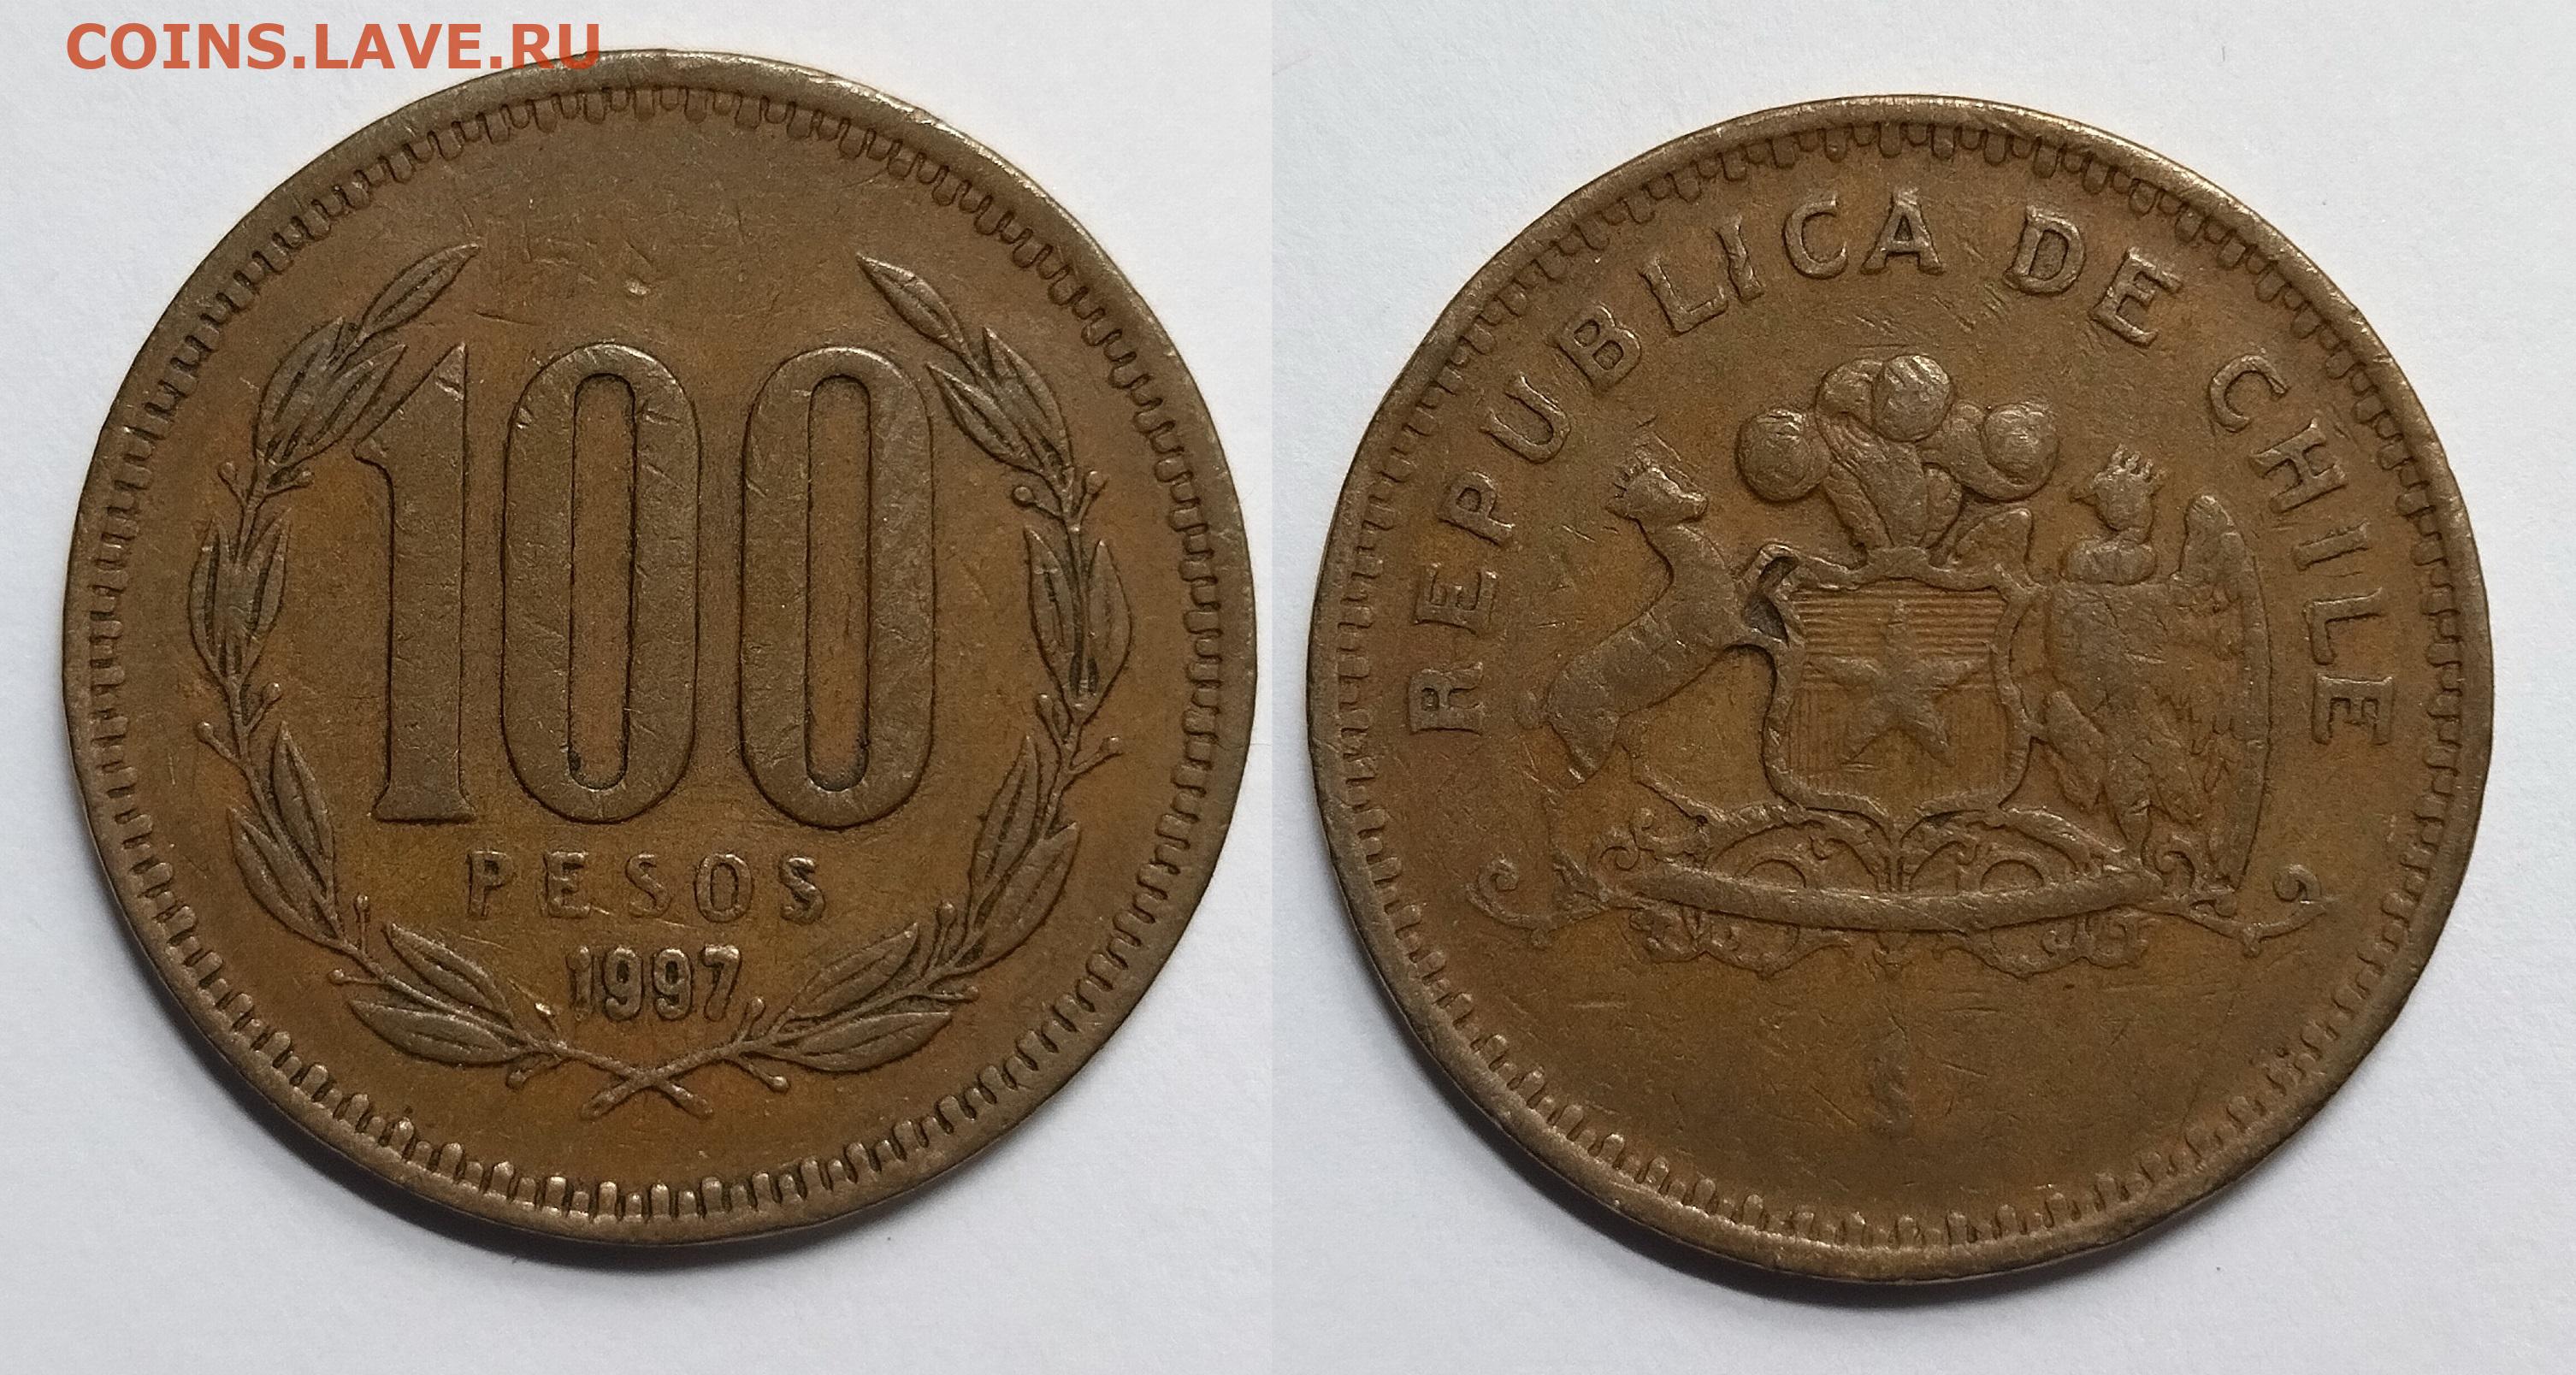 COINS.LAVE.RU
100
PESOS
1997
REPUBLICA DE CHILE